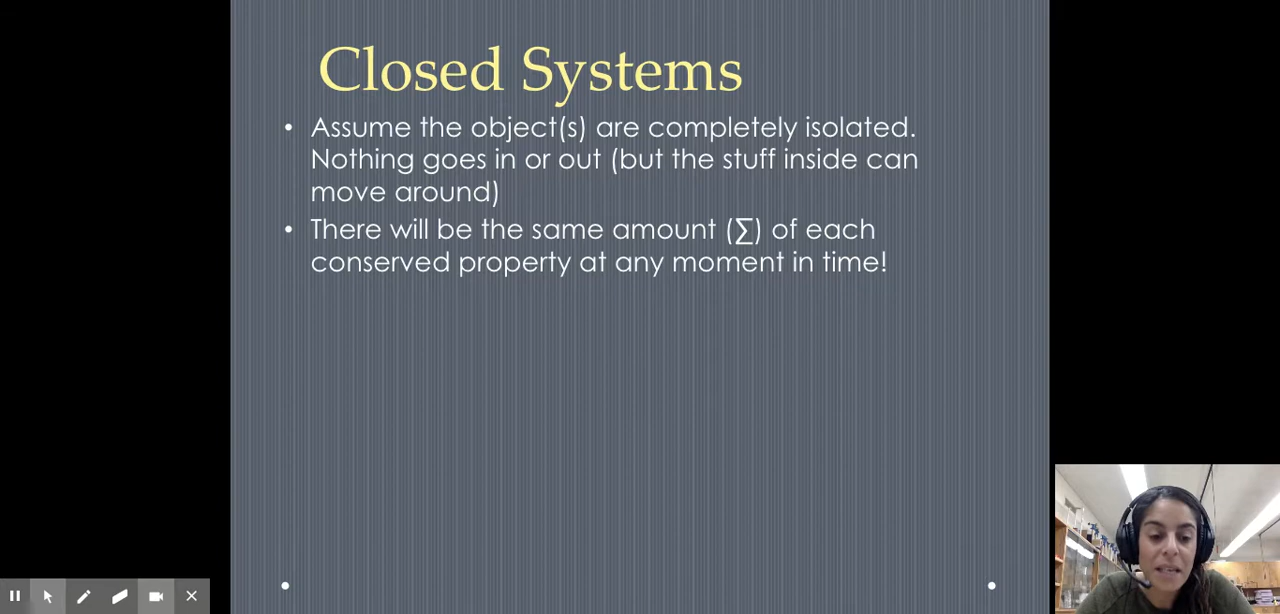 Closed Systems
• Assume the object(s) are completely isolated.
Nothing goes in or out (but the stuff inside can
move around)
• There will be the same amount (∑) of each
conserved property at any moment in time!